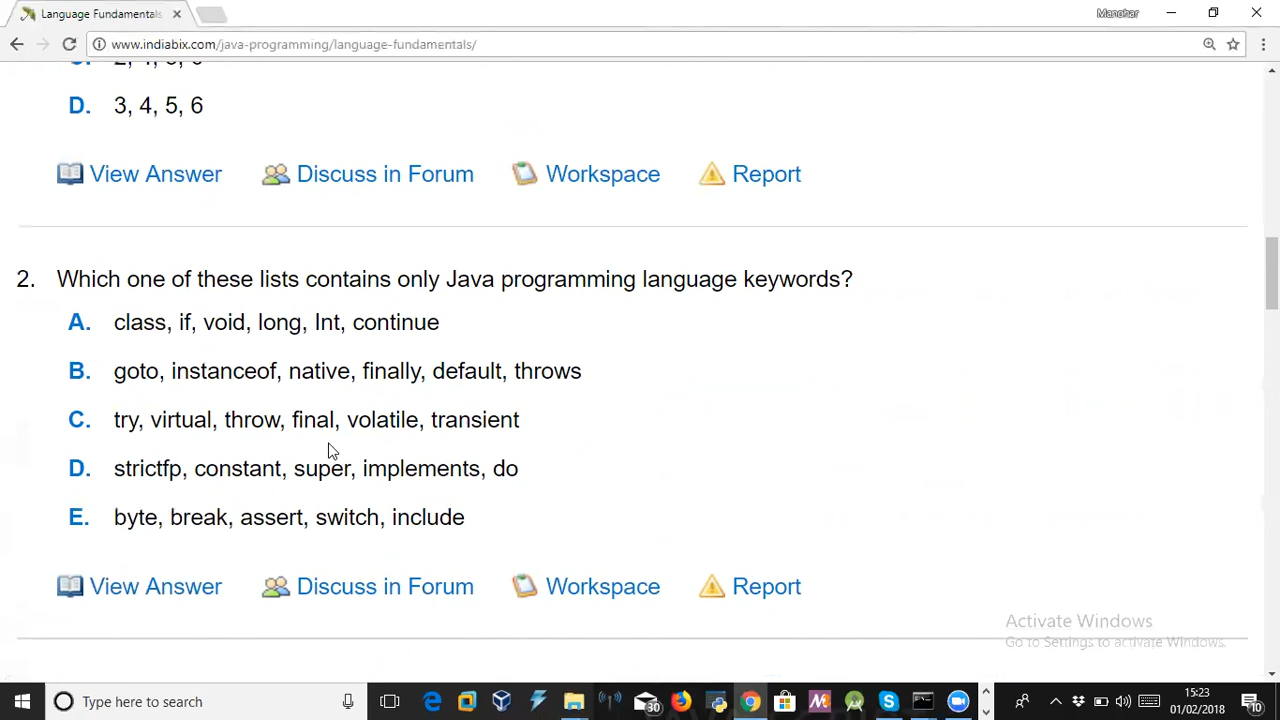 Language Fundamentals
Manohar
www.indiabix.com/java-programming/language-fundamentals/
D. 3, 4, 5, 6
View Answer Discuss in Forum Workspace Report
2. Which one of these lists contains only Java programming language keywords?
A. class, if, void, long, Int, continue
B. goto, instanceof, native, finally, default, throws
C. try, virtual, throw, final, volatile, transient
D. strictfp, constant, super, implements, do
E. byte, break, assert, switch, include
View Answer Discuss in Forum Workspace Report
Activate Windows
Go to Settings to activate Windows.
Type here to search
30
M
15:23
01/02/2018
10